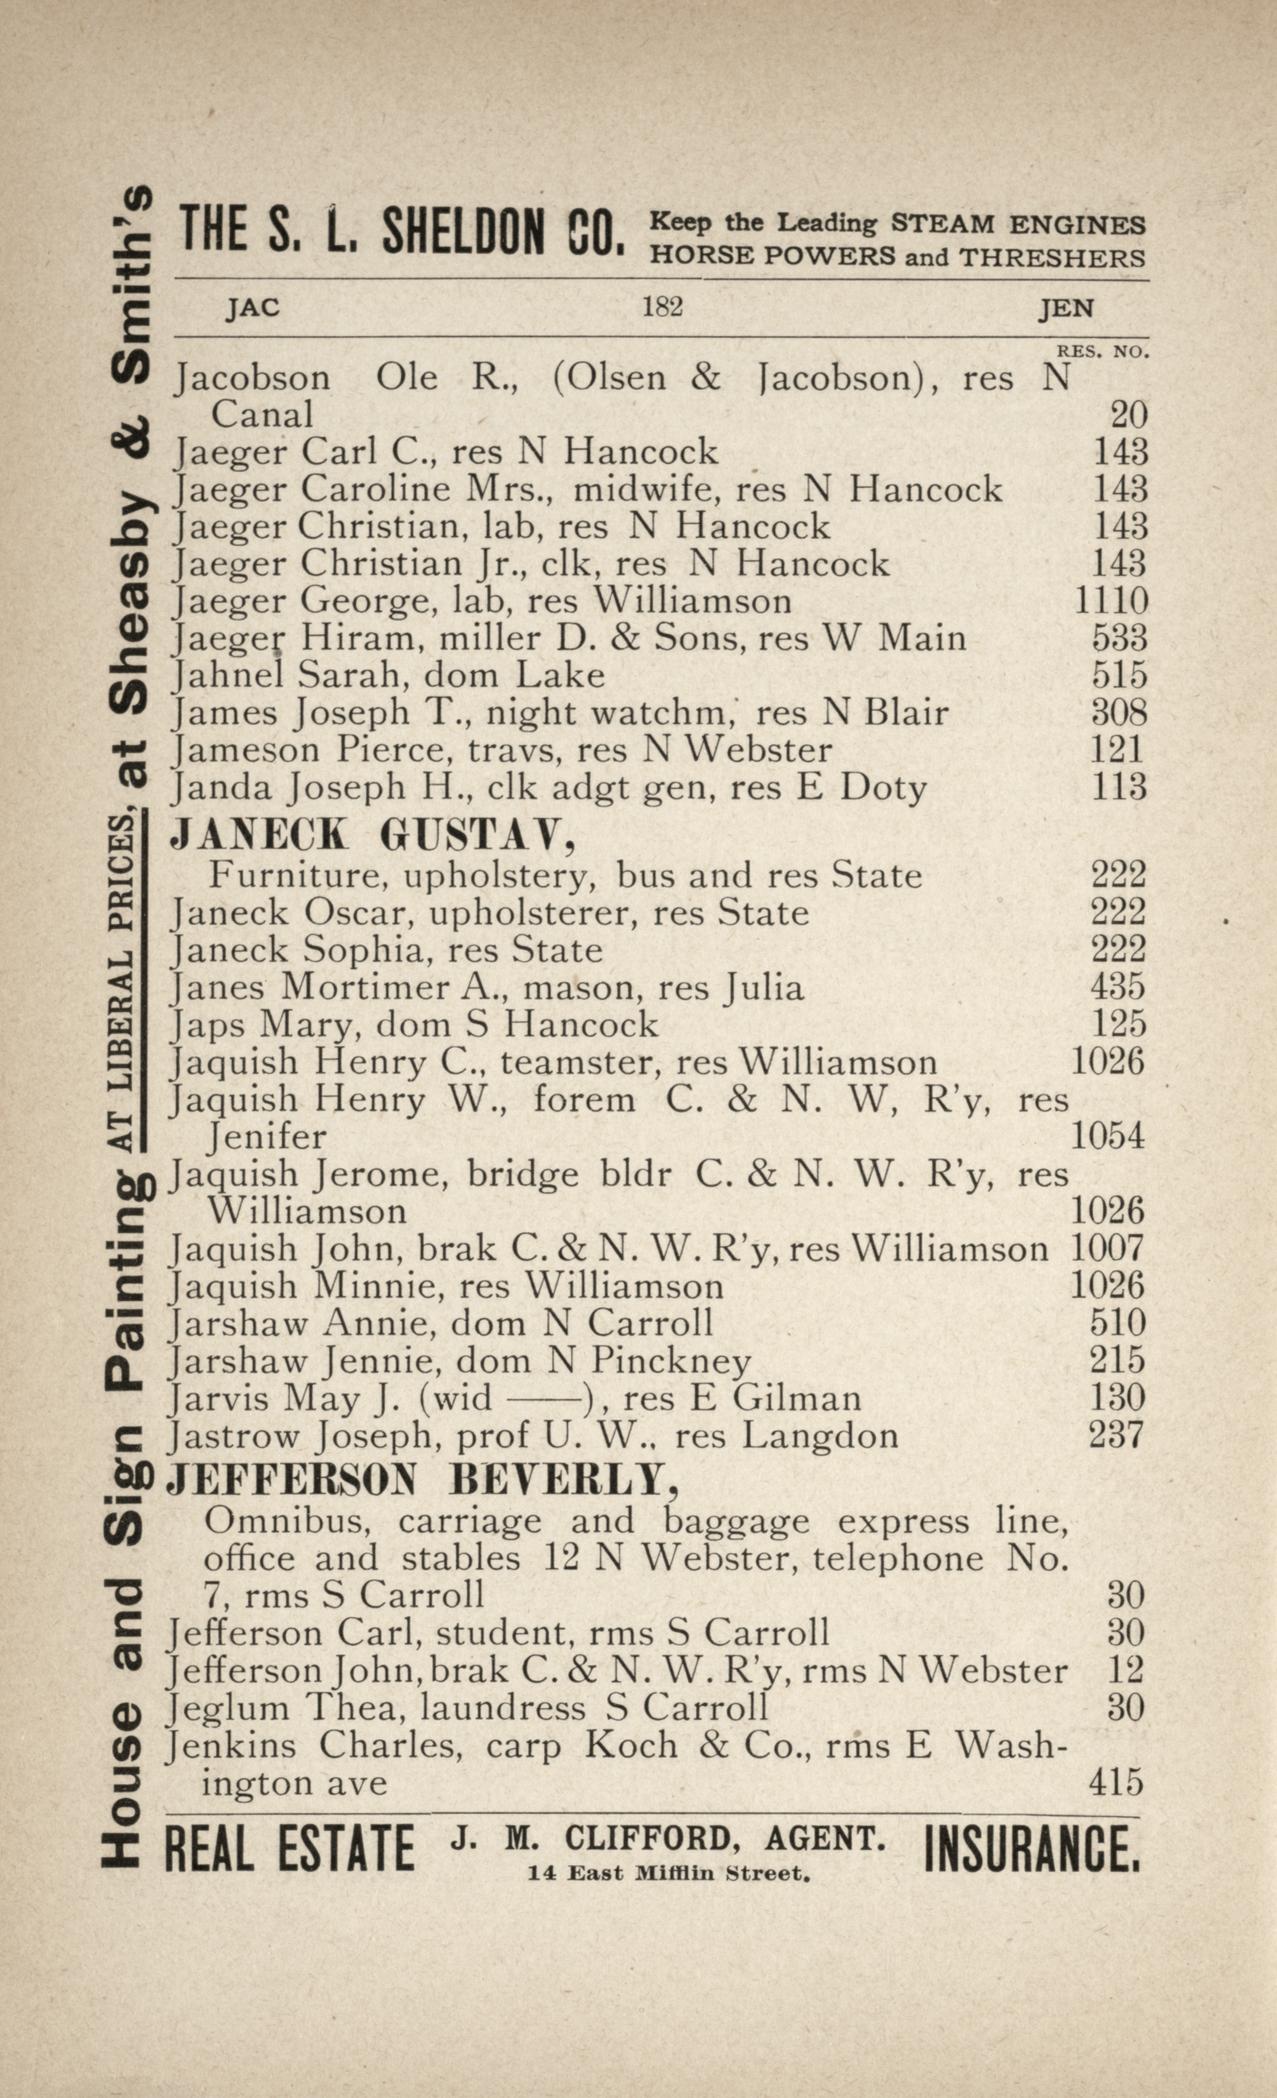 THE S. L. SHELDON CO. Keep the Leading STEAM ENGINES
HORSE POWERS and THRESHERS
JAC 182 JEN
RES. NO.
Jacobson Ole R., (Olsen & Jacobson), res N
Canal 20
Jaeger Carl C., res N Hancock 143
Jaeger Caroline Mrs., midwife, res N Hancock 143
Jaeger Christian, lab, res N Hancock 143
Jaeger Christian Jr., clk, res N Hancock 143
Jaeger George, lab, res Williamson 1110
Jaeger Hiram, miller D. & Sons, res W Main 533
Jahnel Sarah, dom Lake 515
James Joseph T., night watchm, res N Blair 308
Jameson Pierce, travs, res N Webster 121
Janda Joseph H., clk adgt gen, res E Doty 113
JANECK GUSTAV,
Furniture, upholstery, bus and res State 222
Janeck Oscar, upholsterer, res State 222
Janeck Sophia, res State 222
Janes Mortimer A., mason, res Julia 435
Japs Mary, dom S Hancock 125
Jaquish Henry C., teamster, res Williamson 1026
Jaquish Henry W., forem C. & N. W, R'y, res
Jenifer 1054
Jaquish Jerome, bridge bldr C. & N. W. R'y, res
Williamson 1026
Jaquish John, brak C. & N. W. R'y, res Williamson 1007
Jaquish Minnie, res Williamson 1026
Jarshaw Annie, dom N Carroll 510
Jarshaw Jennie, dom N Pinckney 215
Jarvis May J. (wid ——), res E Gilman 130
Jastrow Joseph, prof U. W., res Langdon 237
JEFFERSON BEVERLY,
Omnibus, carriage and baggage express line,
office and stables 12 N Webster, telephone No.
7, rms S Carroll 30
Jefferson Carl, student, rms S Carroll 30
Jefferson John, brak C. & N. W. R'y, rms N Webster 12
Jeglum Thea, laundress S Carroll 30
Jenkins Charles, carp Koch & Co., rms E Wash-
ington ave 415
REAL ESTATE J. M. CLIFFORD, AGENT. INSURANCE.
14 East Mifflin Street.
House and Sign Painting AT LIBERAL PRICES, at Sheasby & Smith's